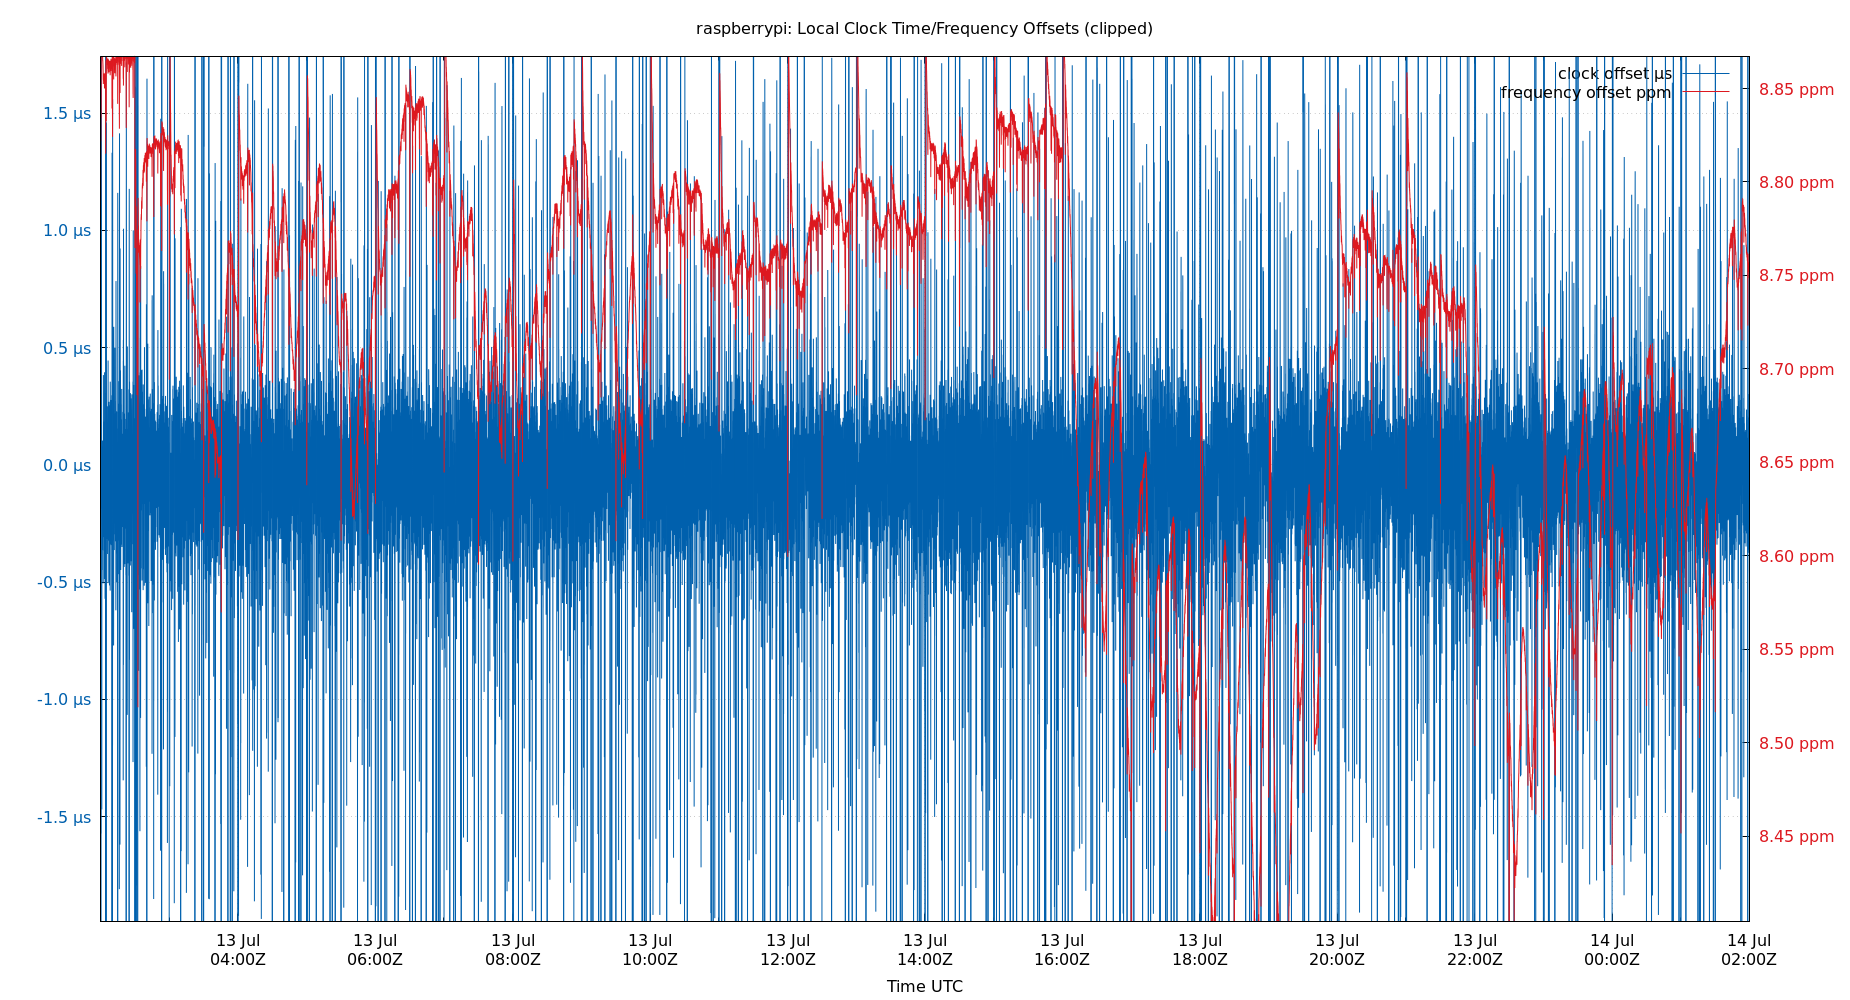 raspberrypi: Local Clock Time/Frequency Offsets (clipped)
clock offset µs
frequency offset ppm
1.5 µs
1.0 µs
0.5 µs
0.0 µs
-0.5 µs
-1.0 µs
-1.5 µs
8.85 ppm
8.80 ppm
8.75 ppm
8.70 ppm
8.65 ppm
8.60 ppm
8.55 ppm
8.50 ppm
8.45 ppm
13 Jul 13 Jul 13 Jul 13 Jul 13 Jul 13 Jul 13 Jul 13 Jul 13 Jul 13 Jul 14 Jul 14 Jul
04:00Z 06:00Z 08:00Z 10:00Z 12:00Z 14:00Z 16:00Z 18:00Z 20:00Z 22:00Z 00:00Z 02:00Z
Time UTC